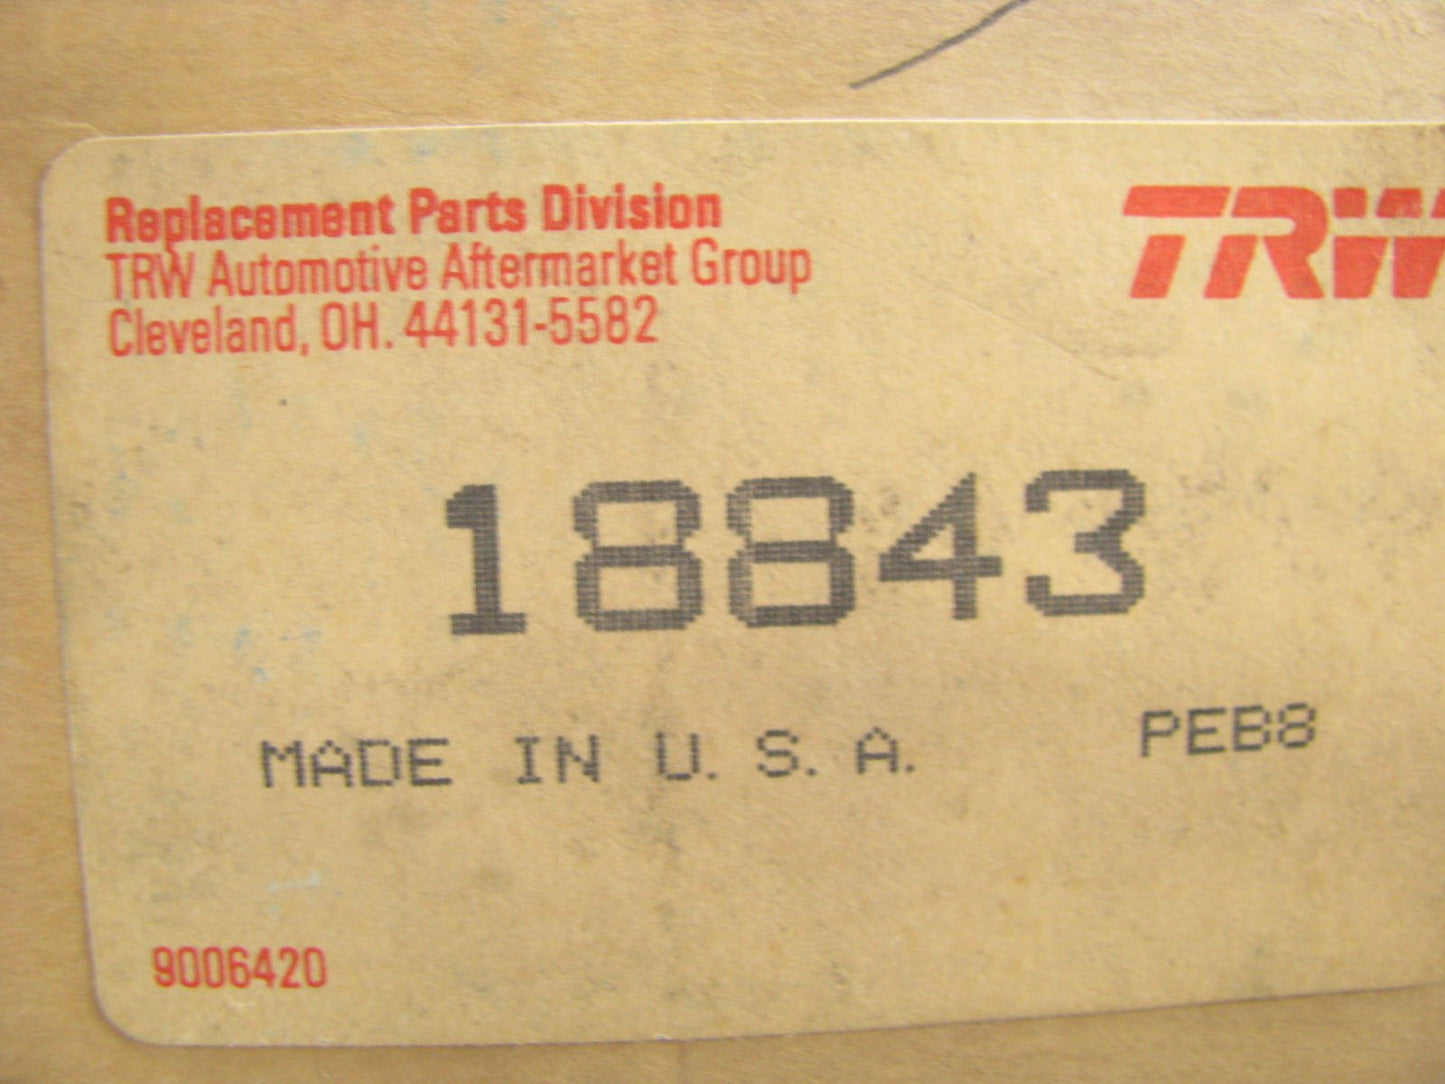 Replacement Parts Division
TRW Automotive Aftermarket Group
Cleveland, OH. 44131-5582
TRW
18843
MADE IN U. S. A.
PEB8
9006420